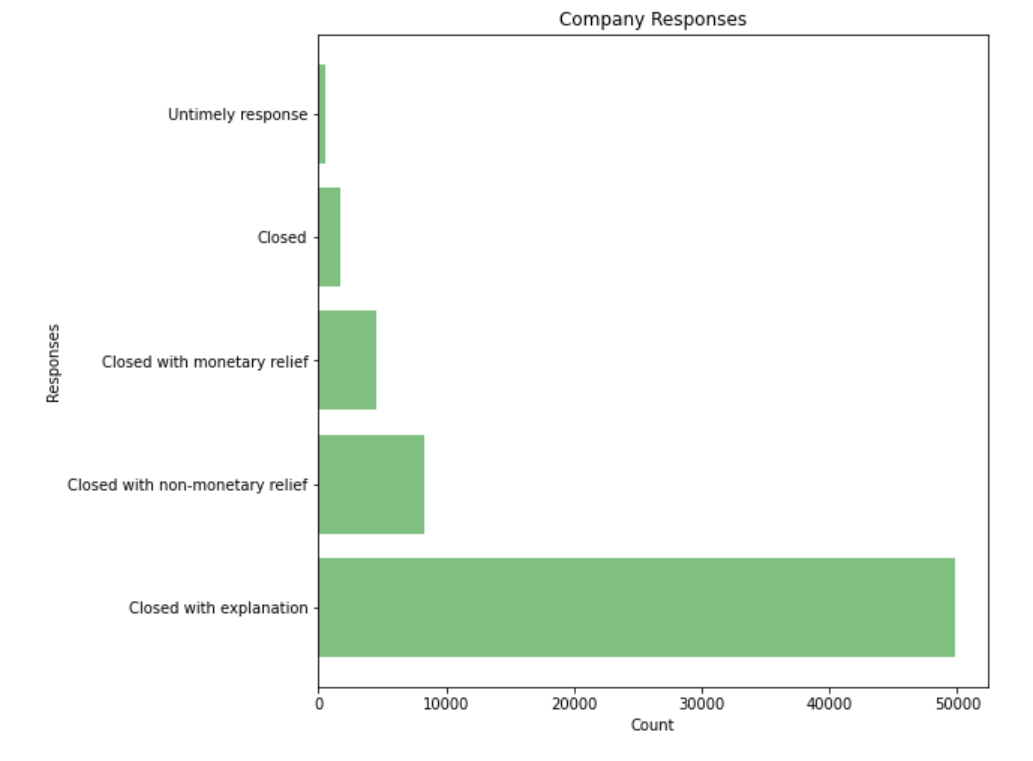 Company Responses
Untimely response
Closed
Closed with monetary relief
Closed with non-monetary relief
Closed with explanation
Responses
0 10000 20000 30000 40000 50000
Count